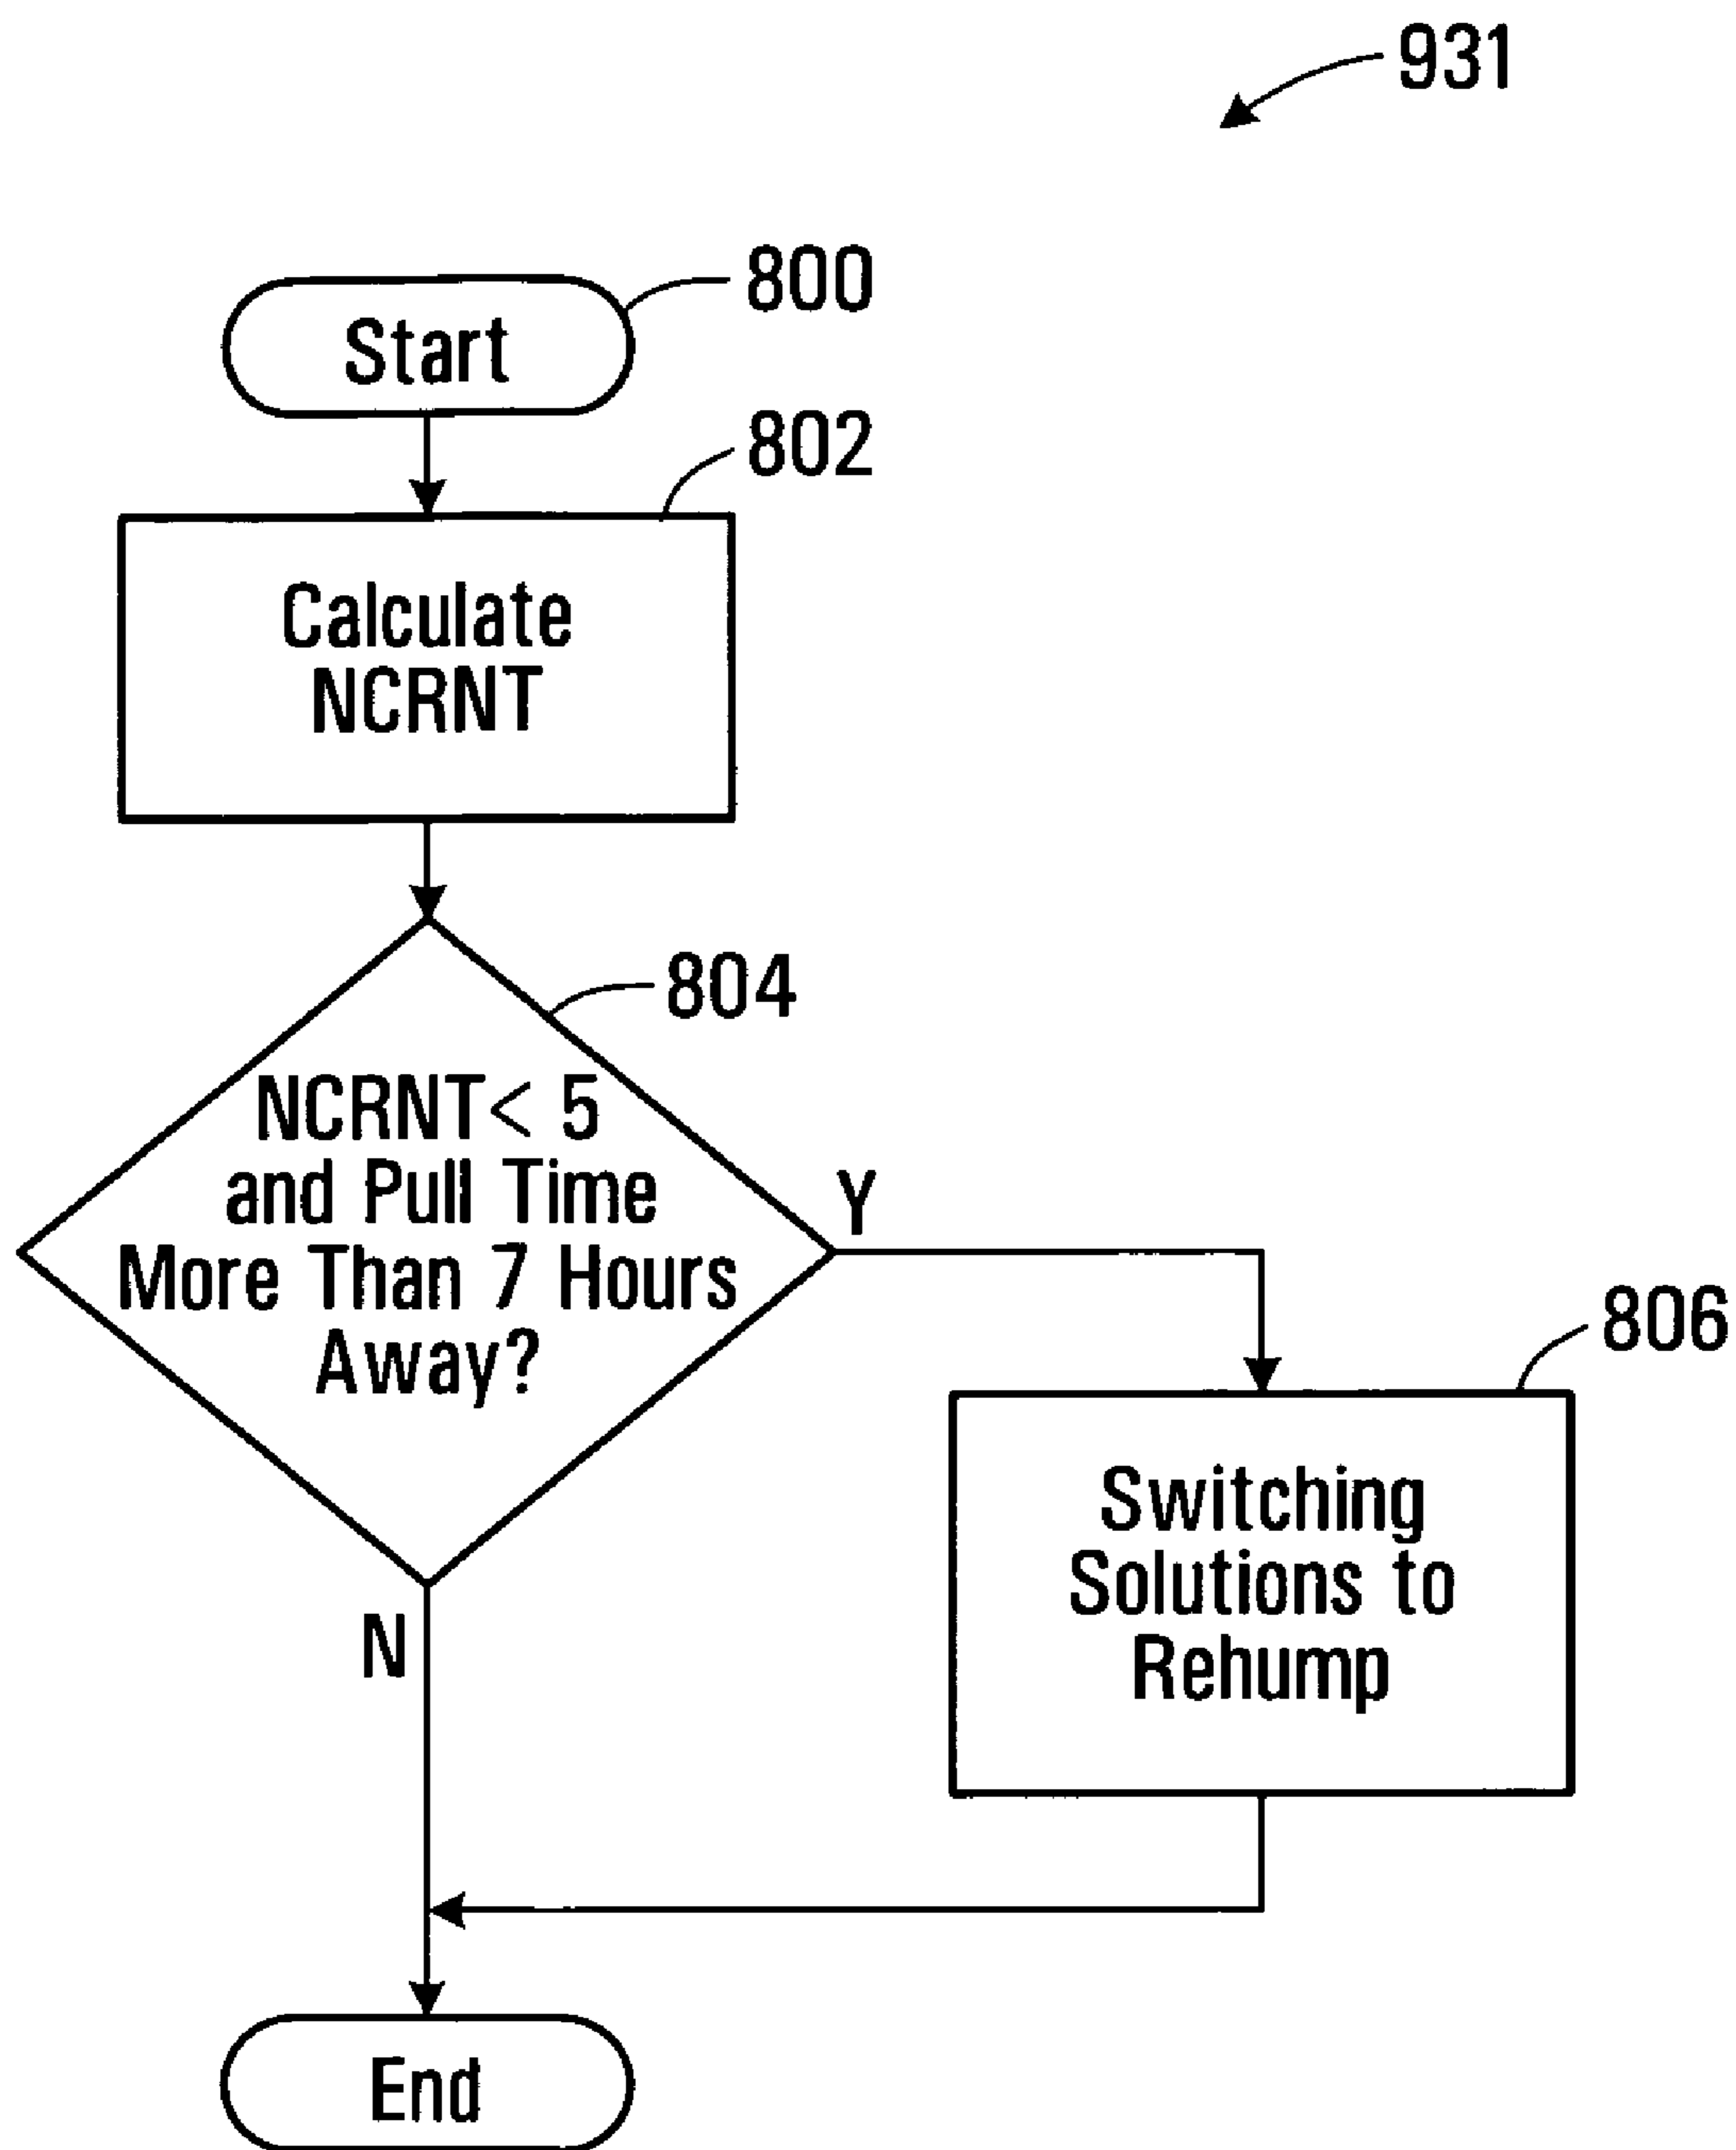 931
800
Start
802
Calculate
NCRNT
804
NCRNT< 5
and Pull Time
More Than 7 Hours
Away?
Y
N
806
Switching
Solutions to
Rehump
End